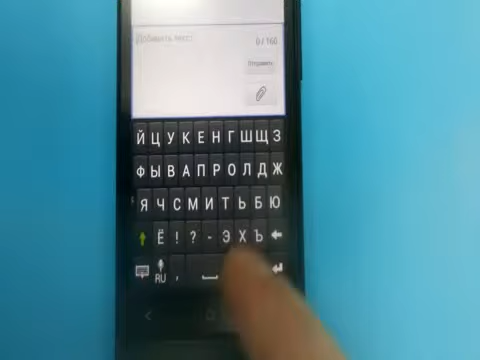 Добавить текст
0 / 160
Отправить
Й Ц У К Е Н Г Ш Щ З
Ф Ы В А П Р О Л Д Ж
Я Ч С М И Т Ь Б Ю
Ё ! ? - Э Х Ъ
RU ,